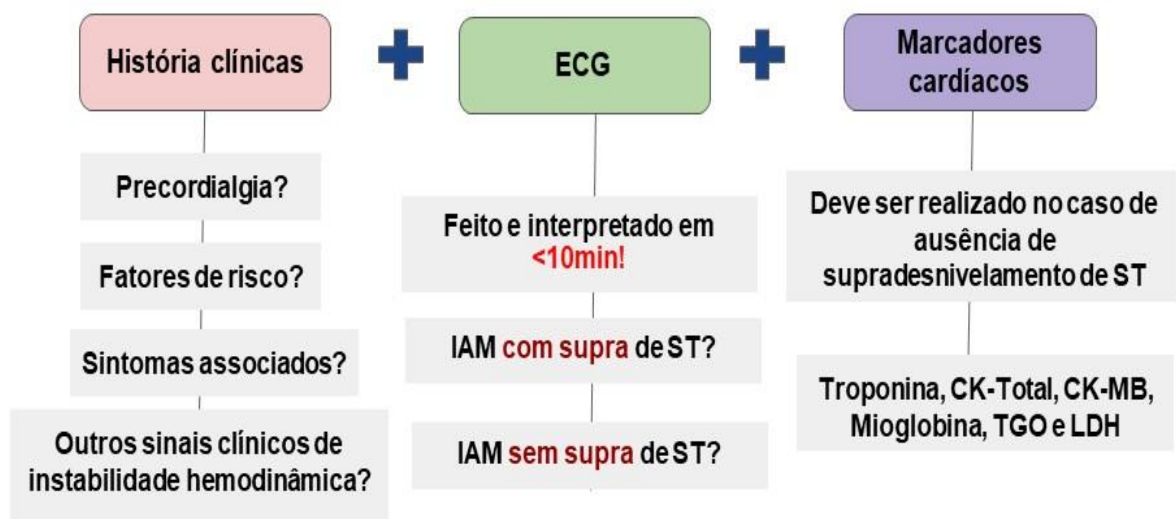 História clínicas
Precordialgia?
Fatores de risco?
Sintomas associados?
Outros sinais clínicos de
instabilidade hemodinâmica?
ECG
Feito e interpretado em
<10min!
IAM com supra de ST?
IAM sem supra de ST?
Marcadores
cardíacos
Deve ser realizado no caso de
ausência de
supradesnivelamento de ST
Troponina, CK-Total, CK-MB,
Mioglobina, TGO e LDH